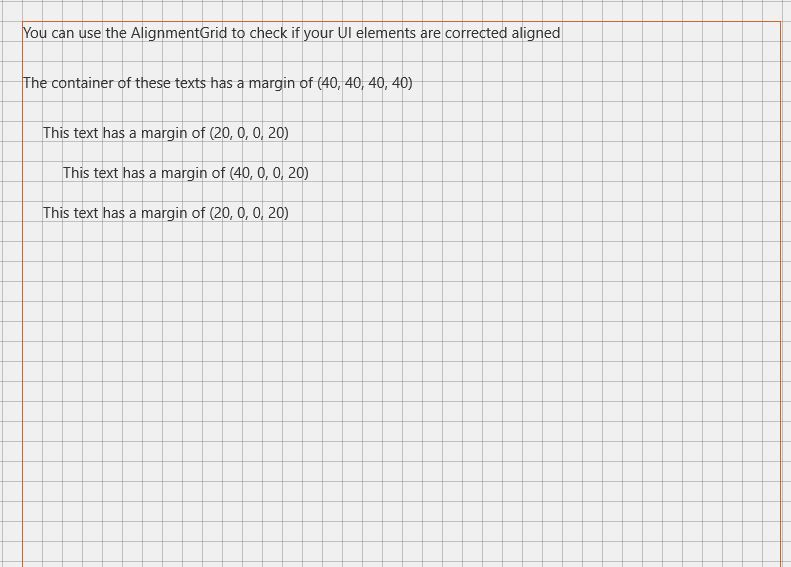 You can use the AlignmentGrid to check if your UI elements are corrected aligned
The container of these texts has a margin of (40, 40, 40, 40)
This text has a margin of (20, 0, 0, 20)
This text has a margin of (40, 0, 0, 20)
This text has a margin of (20, 0, 0, 20)